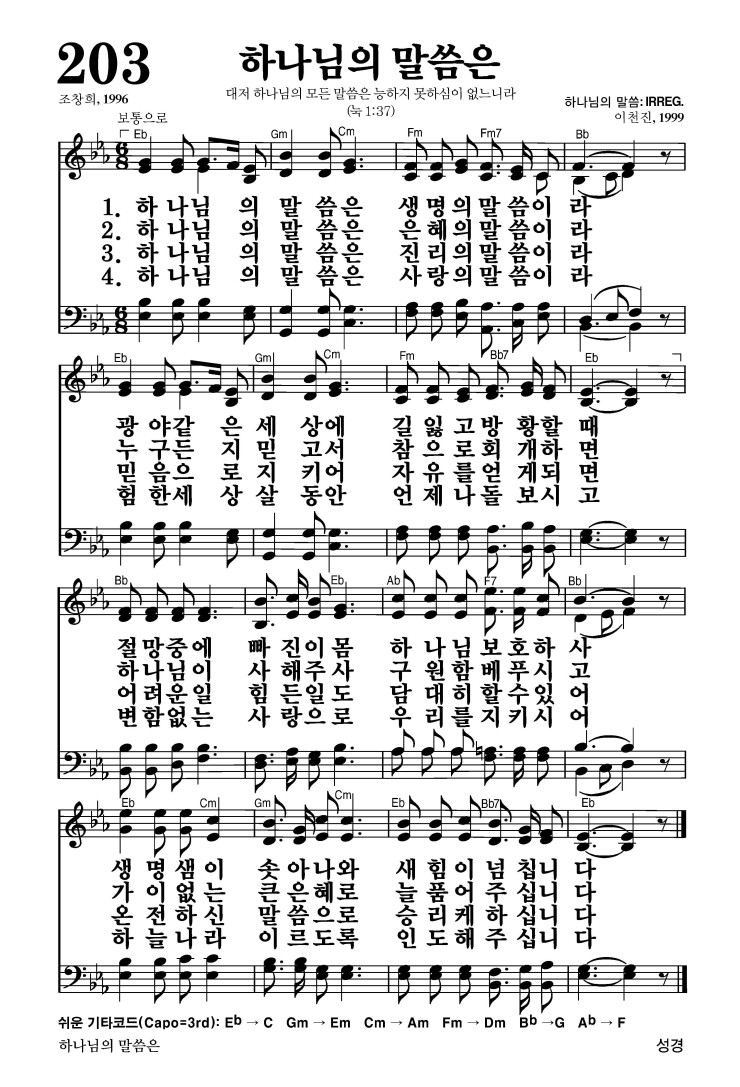 203
하나님의 말씀은
대저 하나님의 모든 말씀은 능하지 못하심이 없느니라
(눅 1:37)
조창희, 1996
하나님의 말씀: IRREG.
보통으로
이천진, 1999
Eb Gm Cm Fm Fm7 Bb
1. 하 나님 의 말 씀은 생 명의말 씀이 라
2. 하 나님 의 말 씀은 은 혜의말 씀이 라
3. 하 나님 의 말 씀은 진 리의말 씀이 라
4. 하 나님 의 말 씀은 사 랑의말 씀이 라
Eb Gm Cm Fm Bb7 Eb
광 야같 은 세 상에 길 잃 고 방 황할 때
누 구든 지 믿 고서 참 으 로 회 개하 면
믿 음으 로 지 키어 자 유 를 얻 게되 면
험 한세 상 살 동안 언 제 나 돌 보시 고
Bb Eb Ab F7 Bb
절 망중에 빠 진이 몸 하 나 님 보 호하 사
하 나님이 사 해주 사 구 원 함 베 푸시 고
어 려운일 힘 든일 도 담 대 히 할 수있 어
변 함없는 사 랑으 로 우 리 를 지 키시 어
Eb Cm Gm Cm Eb Bb7 Eb
생 명 샘 이 솟 아 나와 새 힘 이 넘 칩니 다
가 이 없 는 큰 은 혜로 늘 품 어 주 십니 다
온 전 하 신 말 씀 으로 승 리 케 하 십니 다
하 늘 나 라 이 르 도록 인 도 해 주 십니 다
쉬운 기타코드(Capo=3rd): Eb → C Gm → Em Cm → Am Fm → Dm Bb → G Ab → F
하나님의 말씀은 성경